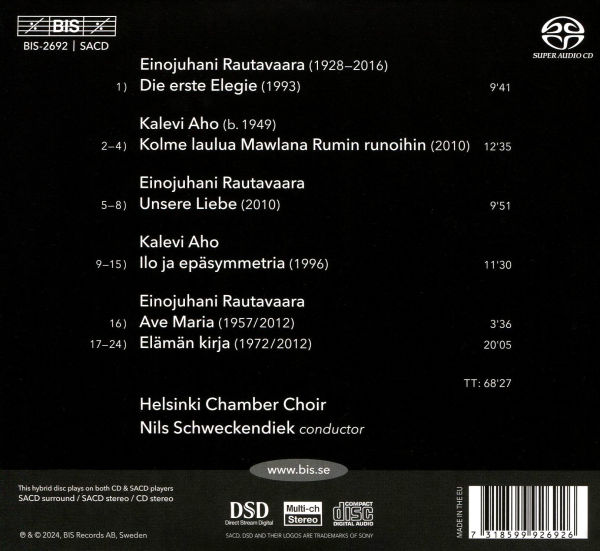 BIS
BIS-2692 | SACD
SUPER AUDIO CD
Einojuhani Rautavaara (1928–2016)
1) Die erste Elegie (1993) 9'41
Kalevi Aho (b. 1949)
2–4) Kolme laulua Mawlana Rumin runoihin (2010) 12'35
Einojuhani Rautavaara
5–8) Unsere Liebe (2010) 9'51
Kalevi Aho
9–15) Ilo ja epäsymmetria (1996) 11'30
Einojuhani Rautavaara
16) Ave Maria (1957/2012) 3'36
17–24) Elämän kirja (1972/2012) 20'05
TT: 68'27
Helsinki Chamber Choir
Nils Schweckendiek conductor
www.bis.se
This hybrid disc plays on both CD & SACD players
SACD surround / SACD stereo / CD stereo
DSD
Direct Stream Digital
Multi-ch
Stereo
COMPACT
disc
DIGITAL AUDIO
℗ & © 2024, BIS Records AB, Sweden
SACD, DSD AND THEIR LOGOS ARE TRADEMARKS OF SONY
MADE IN THE EU
7 318599 926926